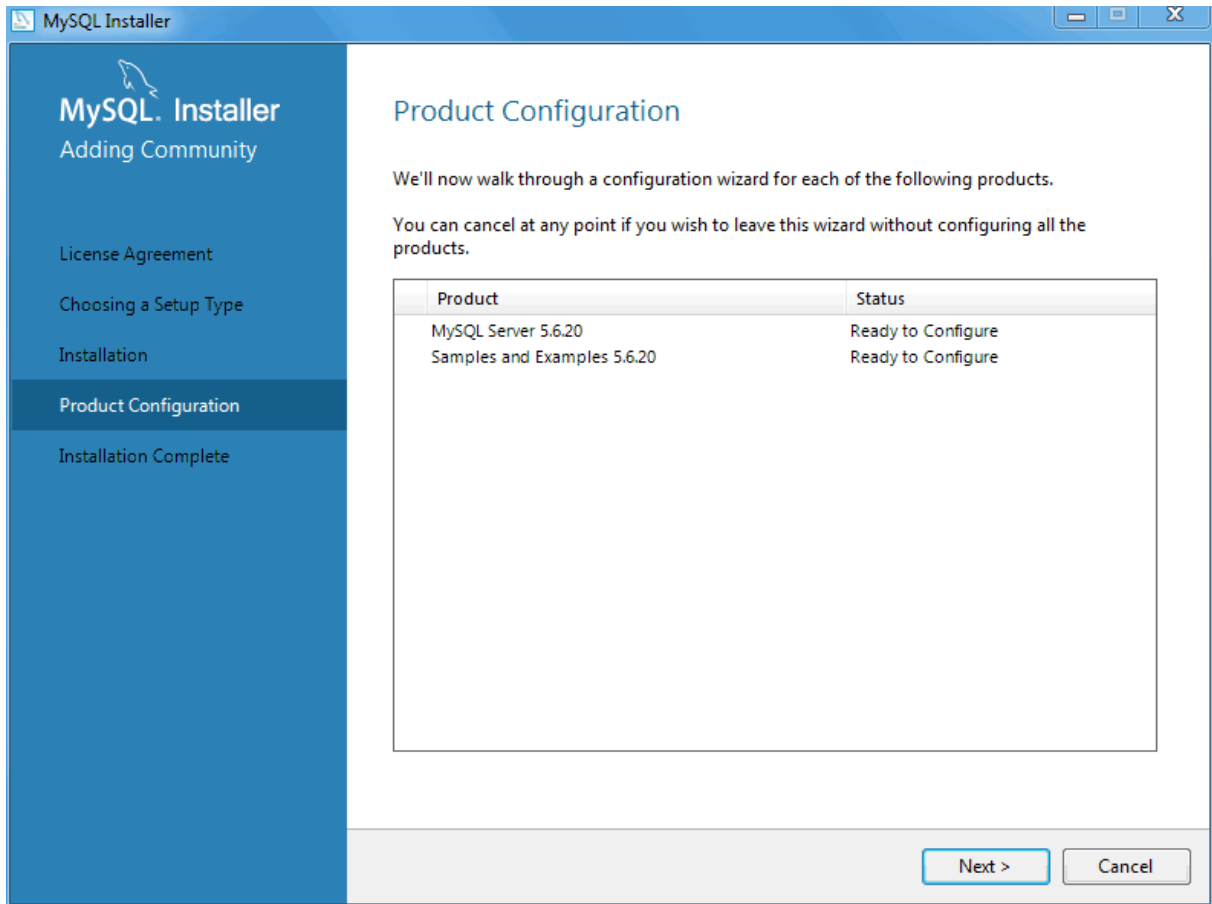 MySQL Installer
MySQL. Installer
Adding Community
License Agreement
Choosing a Setup Type
Installation
Product Configuration
Installation Complete
Product Configuration
We'll now walk through a configuration wizard for each of the following products.
You can cancel at any point if you wish to leave this wizard without configuring all the
products.
Product Status
MySQL Server 5.6.20 Ready to Configure
Samples and Examples 5.6.20 Ready to Configure
Next > Cancel